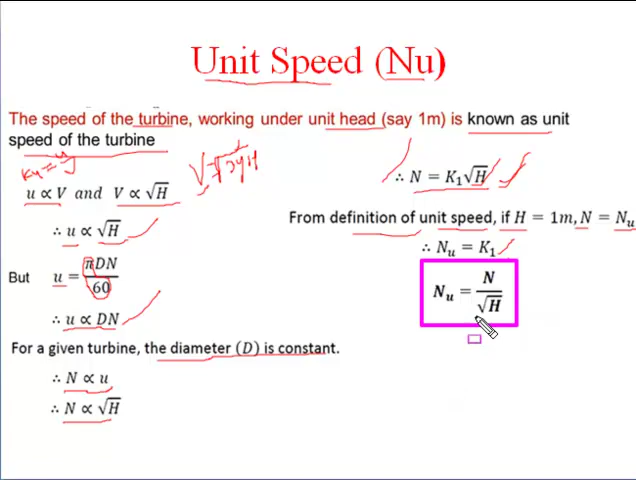 Unit Speed (Nu)
The speed of the turbine, working under unit head (say 1m) is known as unit
speed of the turbine
u ∝ V and V ∝ √H
V=√2gH
∴ u ∝ √H
But u = πDN/60
∴ u ∝ DN
For a given turbine, the diameter (D) is constant.
∴ N ∝ u
∴ N ∝ √H
∴ N = K₁√H
From definition of unit speed, if H = 1m, N = Nᵤ
∴ Nᵤ = K₁
Nᵤ = N/√H